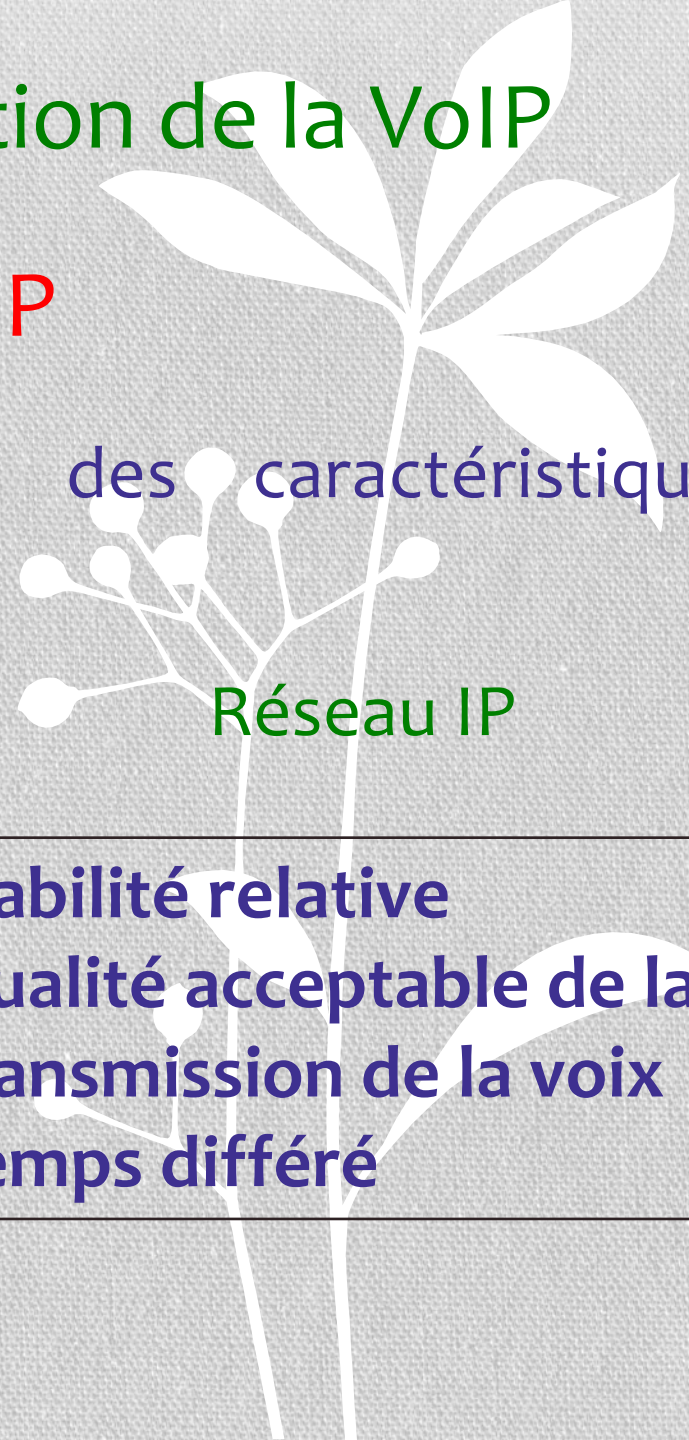 tion de la VoIP
P
des caractéristiqu
Réseau IP
abilité relative
ualité acceptable de la
ansmission de la voix
emps différé